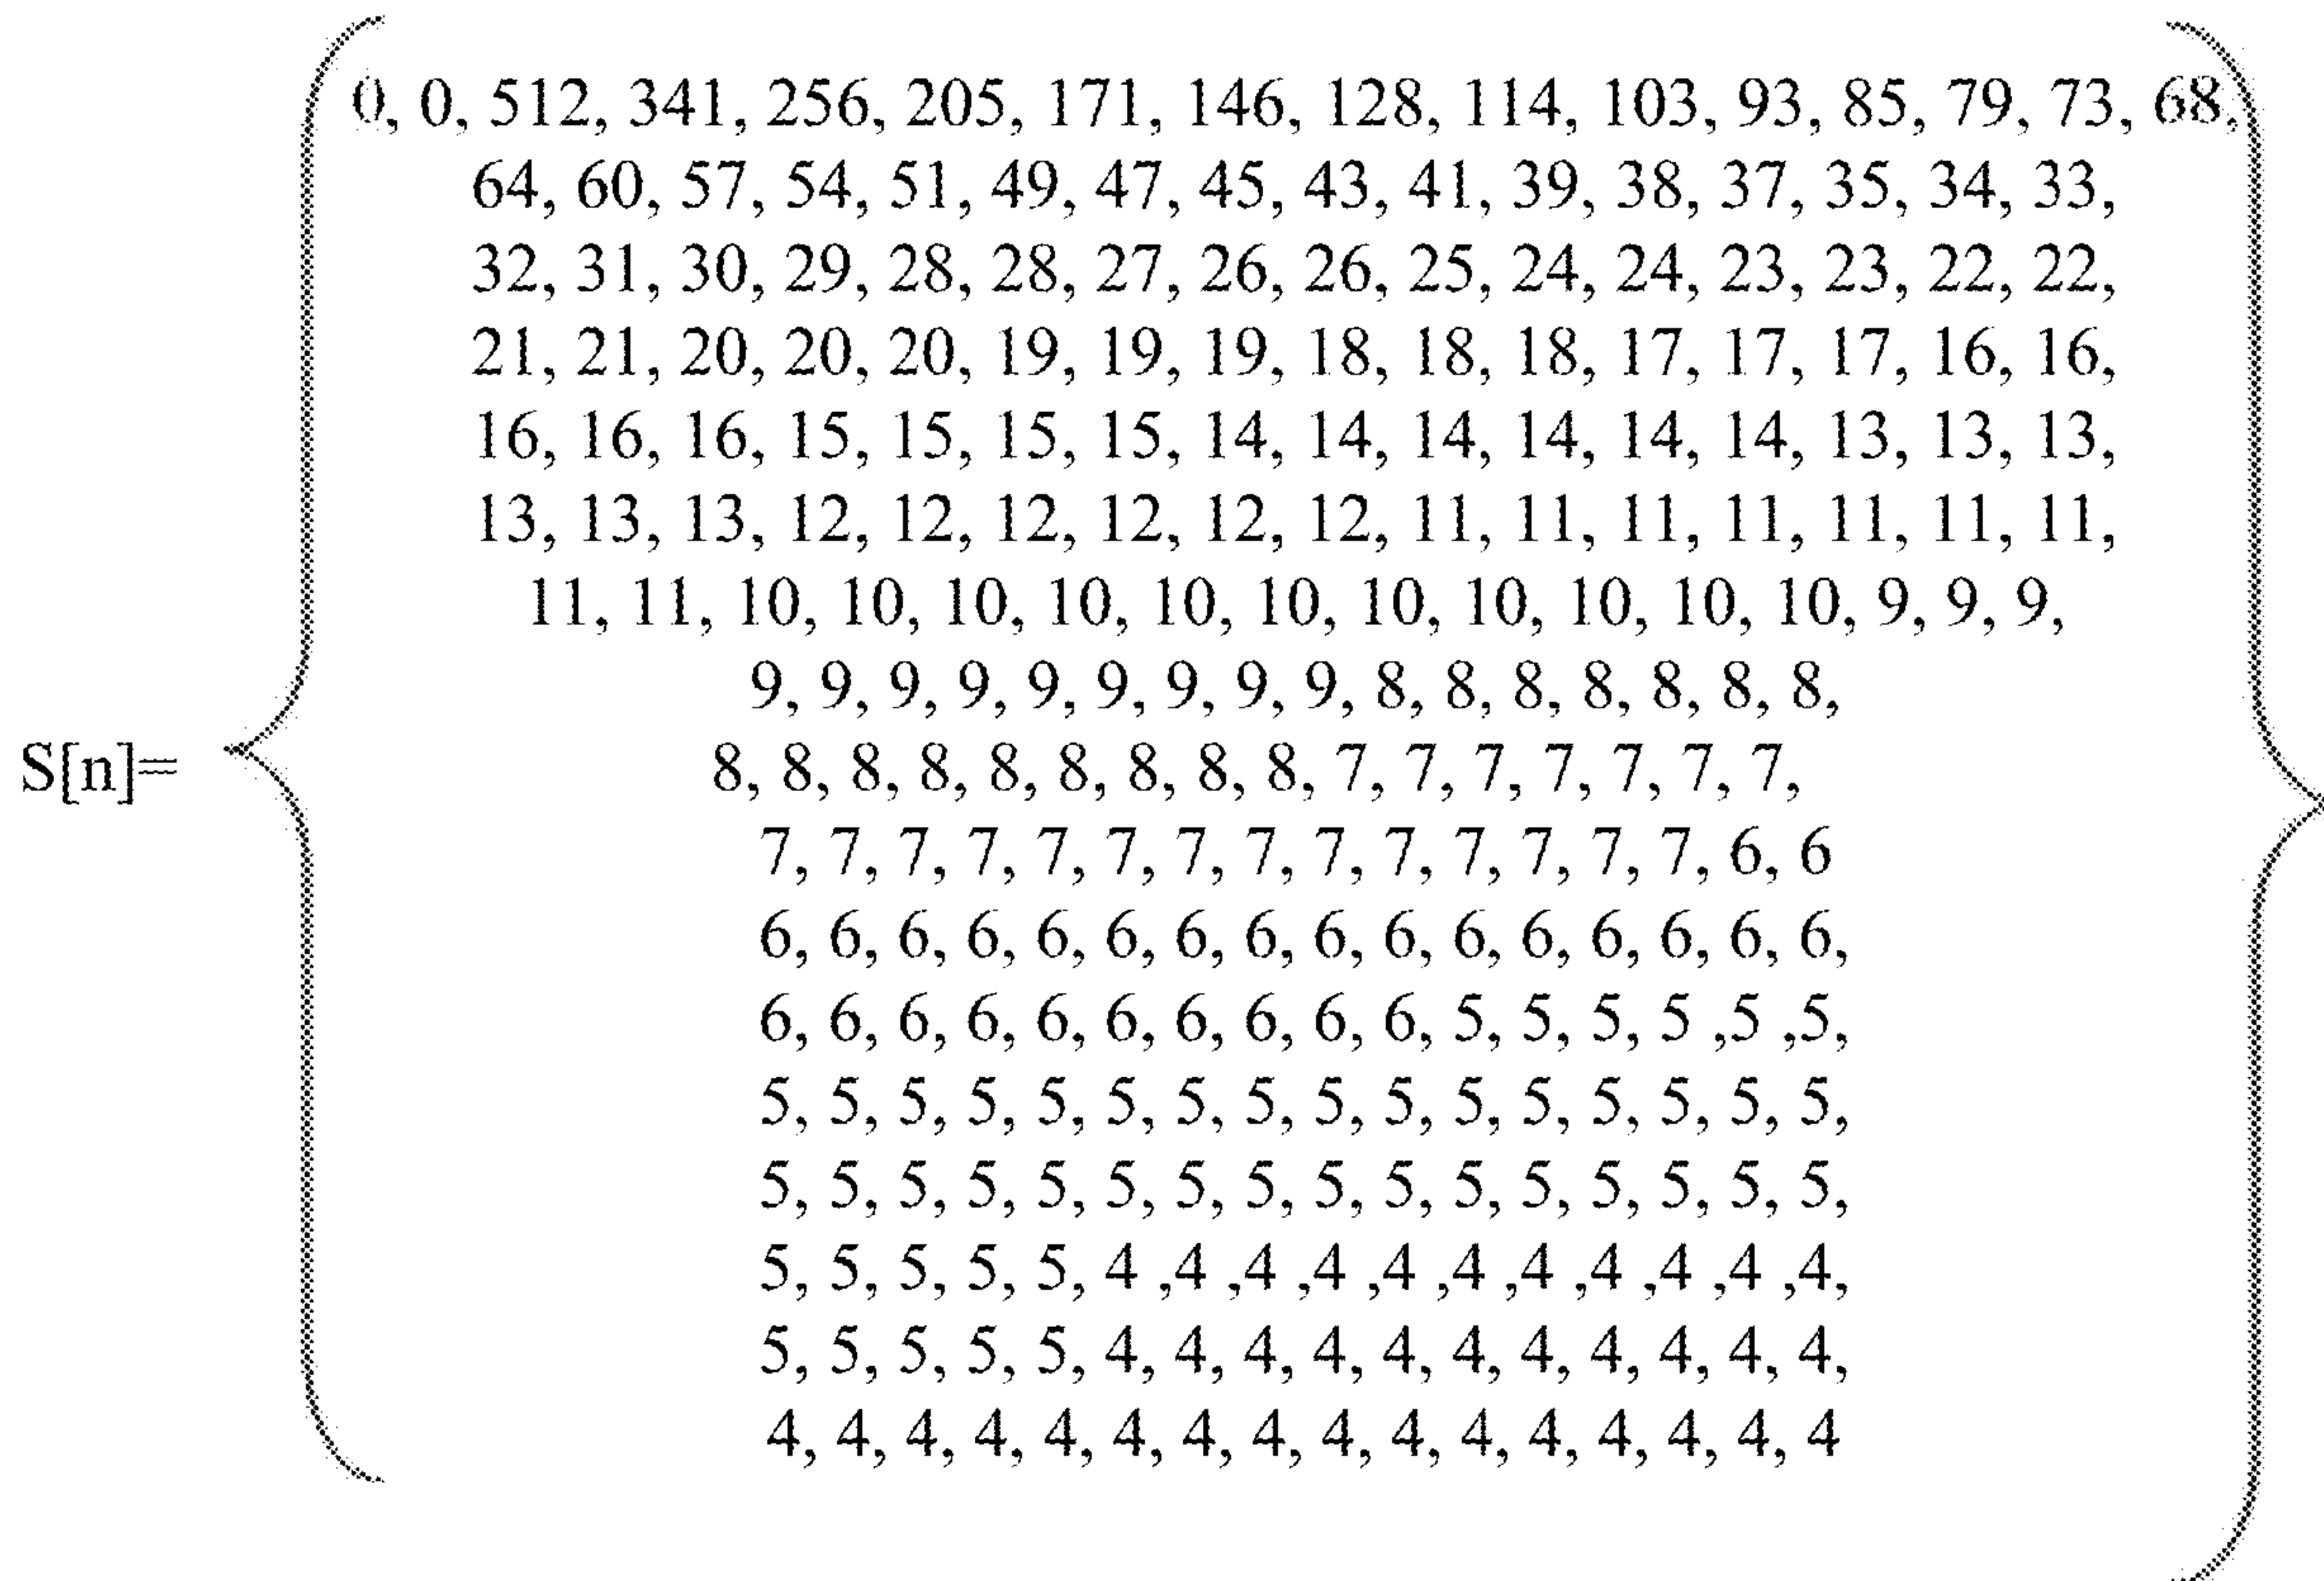 0, 0, 512, 341, 256, 205, 171, 146, 128, 114, 103, 93, 85, 79, 73, 68,
64, 60, 57, 54, 51, 49, 47, 45, 43, 41, 39, 38, 37, 35, 34, 33,
32, 31, 30, 29, 28, 28, 27, 26, 26, 25, 24, 24, 23, 23, 22, 22,
21, 21, 20, 20, 20, 19, 19, 19, 18, 18, 18, 17, 17, 17, 16, 16,
16, 16, 16, 15, 15, 15, 15, 14, 14, 14, 14, 14, 14, 13, 13, 13,
13, 13, 13, 12, 12, 12, 12, 12, 12, 11, 11, 11, 11, 11, 11, 11,
11, 11, 10, 10, 10, 10, 10, 10, 10, 10, 10, 10, 10, 9, 9, 9,
9, 9, 9, 9, 9, 9, 9, 9, 9, 8, 8, 8, 8, 8, 8, 8,
S[n]= 8, 8, 8, 8, 8, 8, 8, 8, 8, 7, 7, 7, 7, 7, 7, 7,
7, 7, 7, 7, 7, 7, 7, 7, 7, 7, 7, 7, 7, 7, 6, 6
6, 6, 6, 6, 6, 6, 6, 6, 6, 6, 6, 6, 6, 6, 6, 6,
6, 6, 6, 6, 6, 6, 6, 6, 6, 6, 5, 5, 5, 5 ,5 ,5,
5, 5, 5, 5, 5, 5, 5, 5, 5, 5, 5, 5, 5, 5, 5, 5,
5, 5, 5, 5, 5, 5, 5, 5, 5, 5, 5, 5, 5, 5, 5, 5,
5, 5, 5, 5, 5, 4 ,4 ,4 ,4 ,4 ,4 ,4 ,4 ,4 ,4 ,4,
5, 5, 5, 5, 5, 4, 4, 4, 4, 4, 4, 4, 4, 4, 4, 4,
4, 4, 4, 4, 4, 4, 4, 4, 4, 4, 4, 4, 4, 4, 4, 4